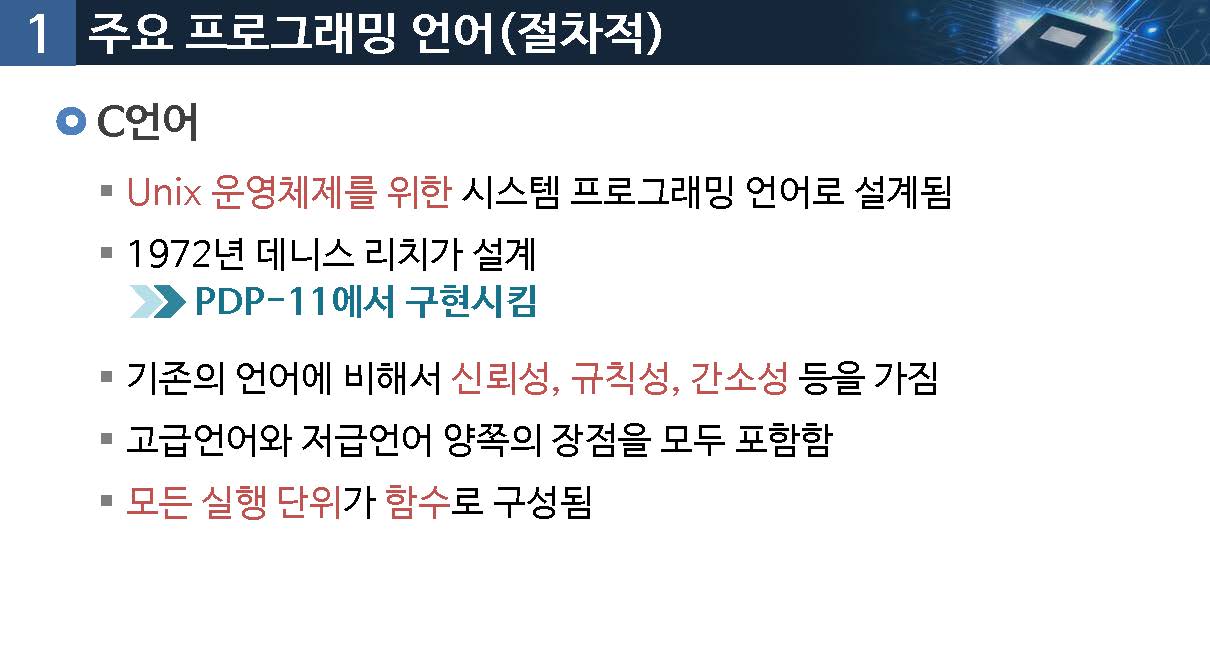 1 주요 프로그래밍 언어(절차적)
C언어
Unix 운영체제를 위한 시스템 프로그래밍 언어로 설계됨
1972년 데니스 리치가 설계
PDP-11에서 구현시킴
기존의 언어에 비해서 신뢰성, 규칙성, 간소성 등을 가짐
고급언어와 저급언어 양쪽의 장점을 모두 포함함
모든 실행 단위가 함수로 구성됨